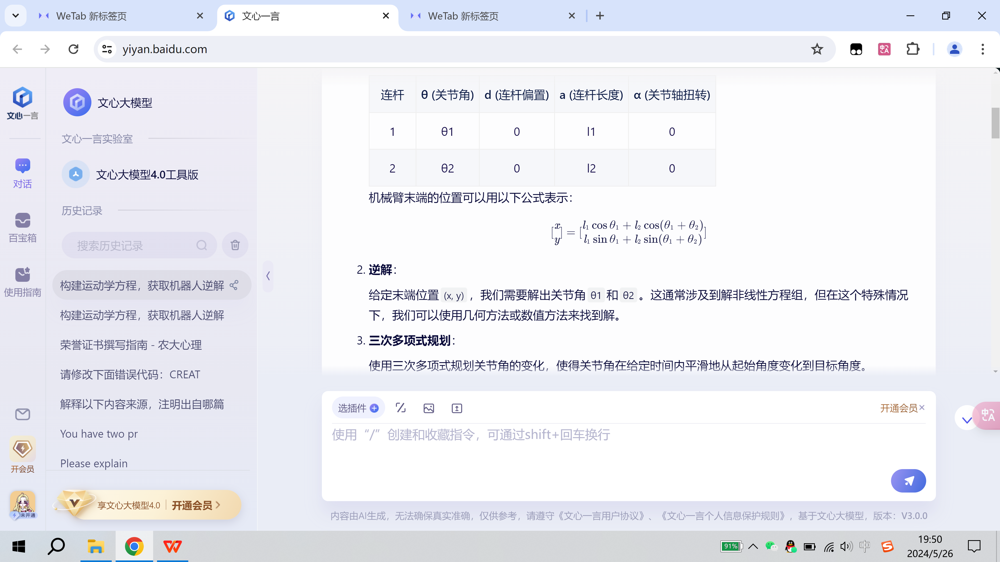 WeTab 新标签页
文心一言
WeTab 新标签页
yiyan.baidu.com
文心一言
对话
百宝箱
使用指南
开会员
未开通
文心大模型
文心一言实验室
文心大模型4.0工具版
历史记录
搜索历史记录
构建运动学方程，获取机器人逆解
构建运动学方程，获取机器人逆解
荣誉证书撰写指南 - 农大心理
请修改下面错误代码：CREAT
解释以下内容来源，注明出自哪篇
You have two pr
Please explain
享文心大模型4.0 开通会员
连杆 θ (关节角) d (连杆偏置) a (连杆长度) α (关节轴扭转)
1 θ1 0 l1 0
2 θ2 0 l2 0
机械臂末端的位置可以用以下公式表示：
[x y] = [l₁ cos θ₁ + l₂ cos(θ₁ + θ₂)
l₁ sin θ₁ + l₂ sin(θ₁ + θ₂)]
2. 逆解：
给定末端位置 (x, y) ，我们需要解出关节角 θ1 和 θ2 。这通常涉及到解非线性方程组，但在这个特殊情况
下，我们可以使用几何方法或数值方法来找到解。
3. 三次多项式规划：
使用三次多项式规划关节角的变化，使得关节角在给定时间内平滑地从起始角度变化到目标角度。
选插件
开通会员
使用“/”创建和收藏指令，可通过shift+回车换行
内容由AI生成，无法确保真实准确，仅供参考，请遵守《文心一言用户协议》、《文心一言个人信息保护规则》，基于文心大模型，版本：V3.0.0
中A
91%
中
19:50
2024/5/26